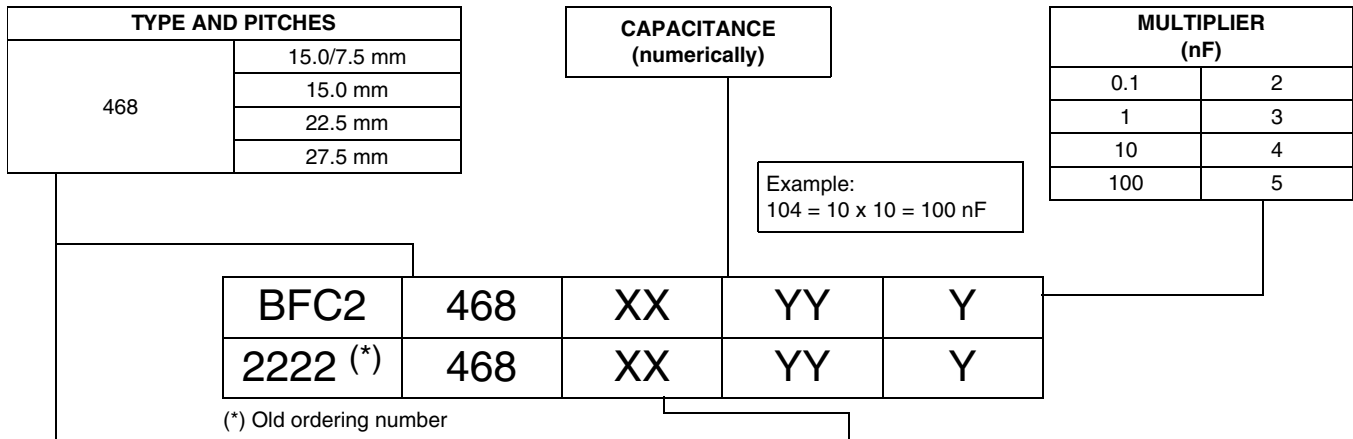 TYPE AND PITCHES
468
15.0/7.5 mm
15.0 mm
22.5 mm
27.5 mm
CAPACITANCE
(numerically)
MULTIPLIER
(nF)
0.1 2
1 3
10 4
100 5
Example:
104 = 10 x 10 = 100 nF
BFC2 468 XX YY Y
2222 (*) 468 XX YY Y
(*) Old ordering number